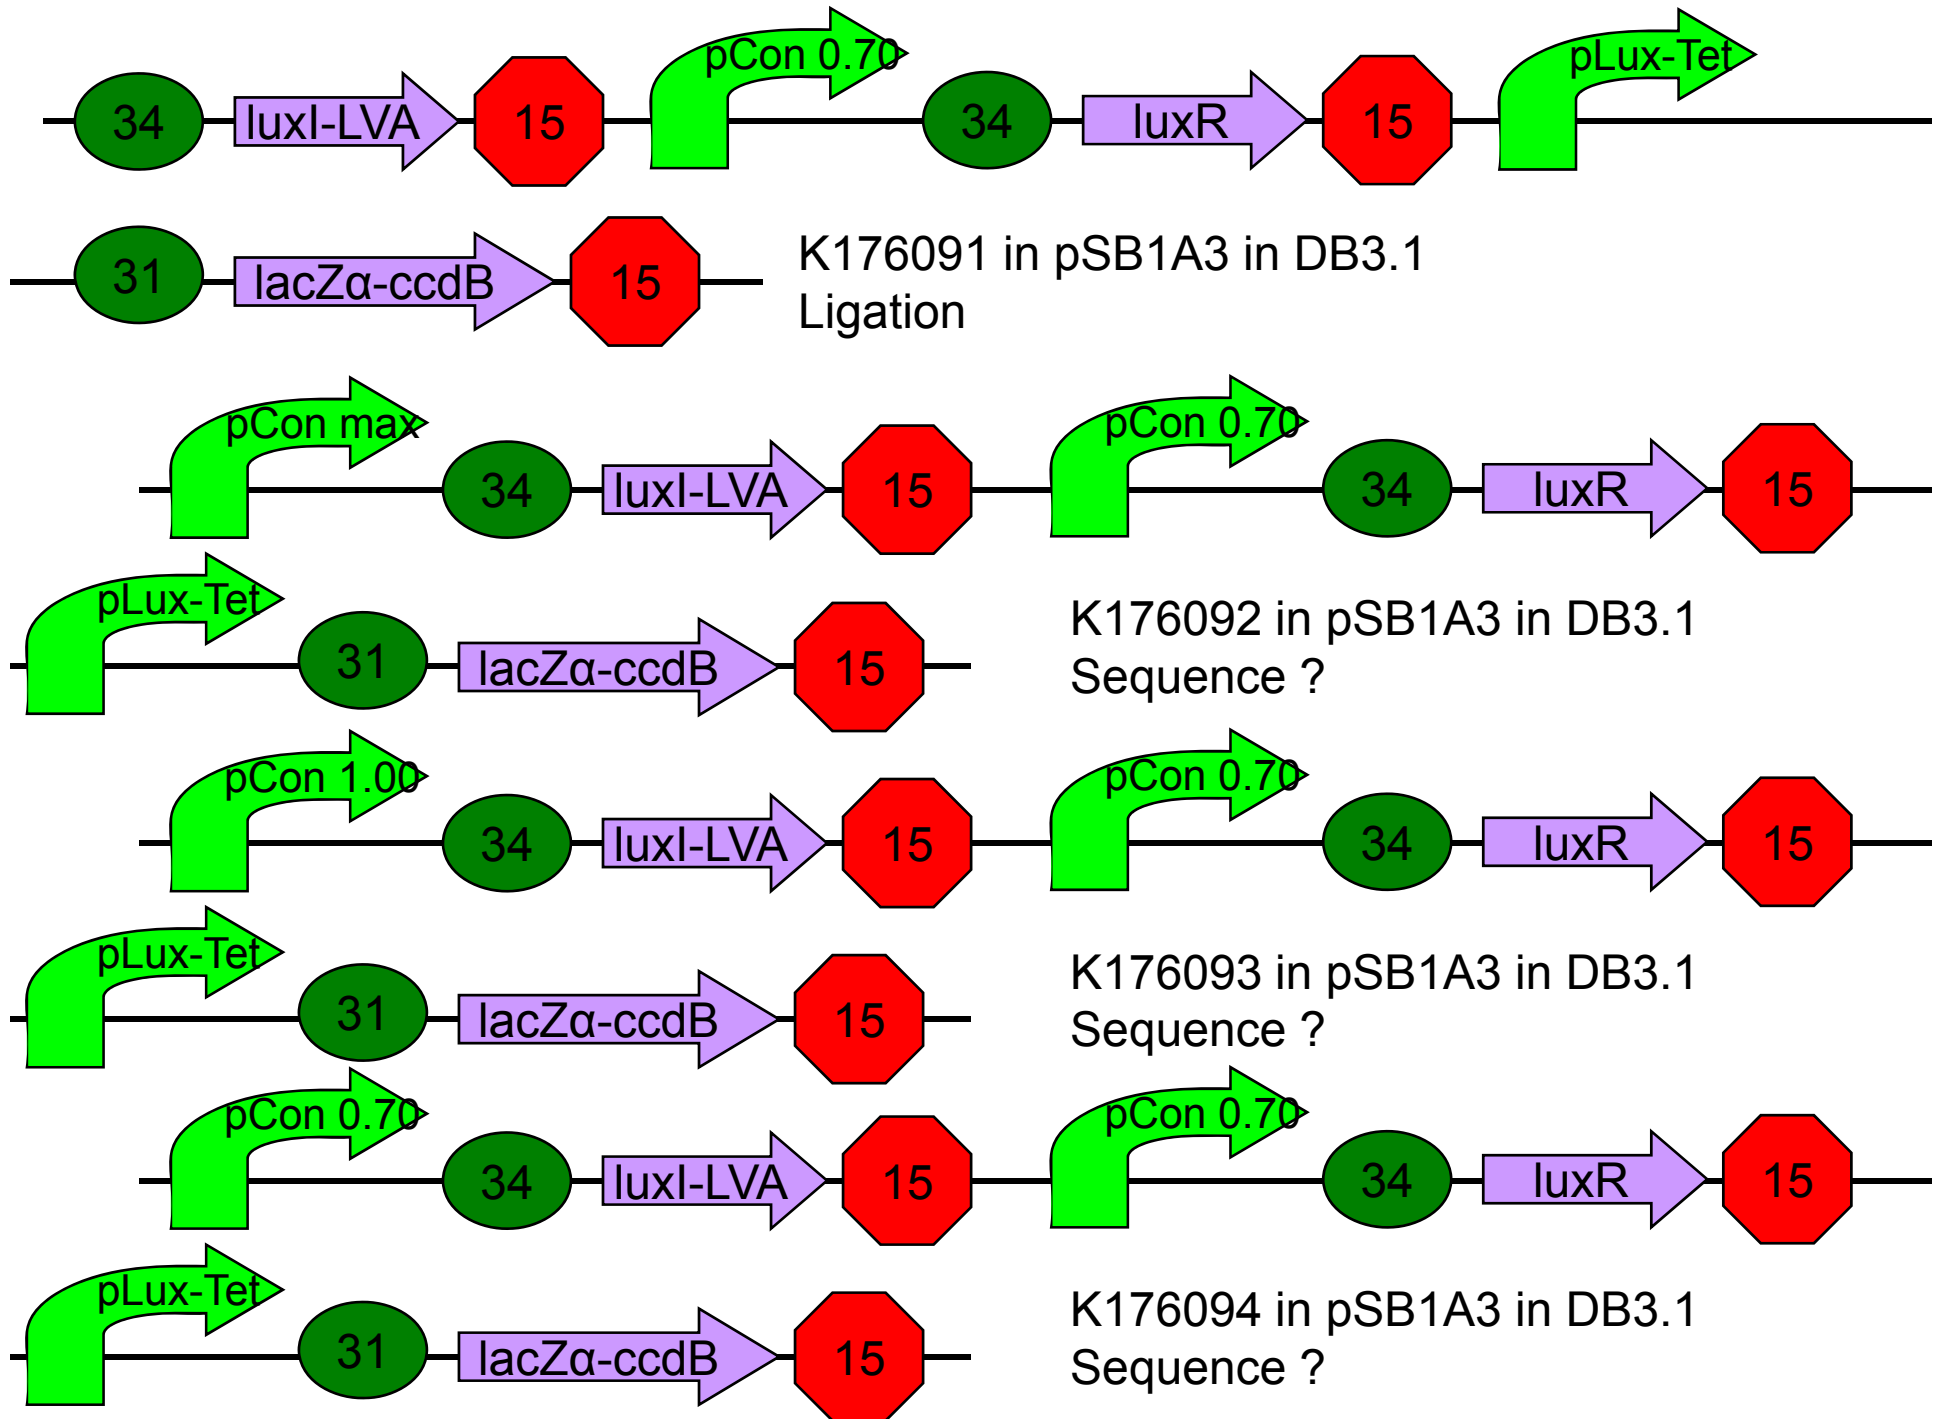 34 luxI-LVA 15 pCon 0.70 34 luxR 15 pLux-Tet
31 lacZα-ccdB 15 K176091 in pSB1A3 in DB3.1
Ligation
pCon max 34 luxI-LVA 15 pCon 0.70 34 luxR 15
pLux-Tet 31 lacZα-ccdB 15 K176092 in pSB1A3 in DB3.1
Sequence ?
pCon 1.00 34 luxI-LVA 15 pCon 0.70 34 luxR 15
pLux-Tet 31 lacZα-ccdB 15 K176093 in pSB1A3 in DB3.1
Sequence ?
pCon 0.70 34 luxI-LVA 15 pCon 0.70 34 luxR 15
pLux-Tet 31 lacZα-ccdB 15 K176094 in pSB1A3 in DB3.1
Sequence ?